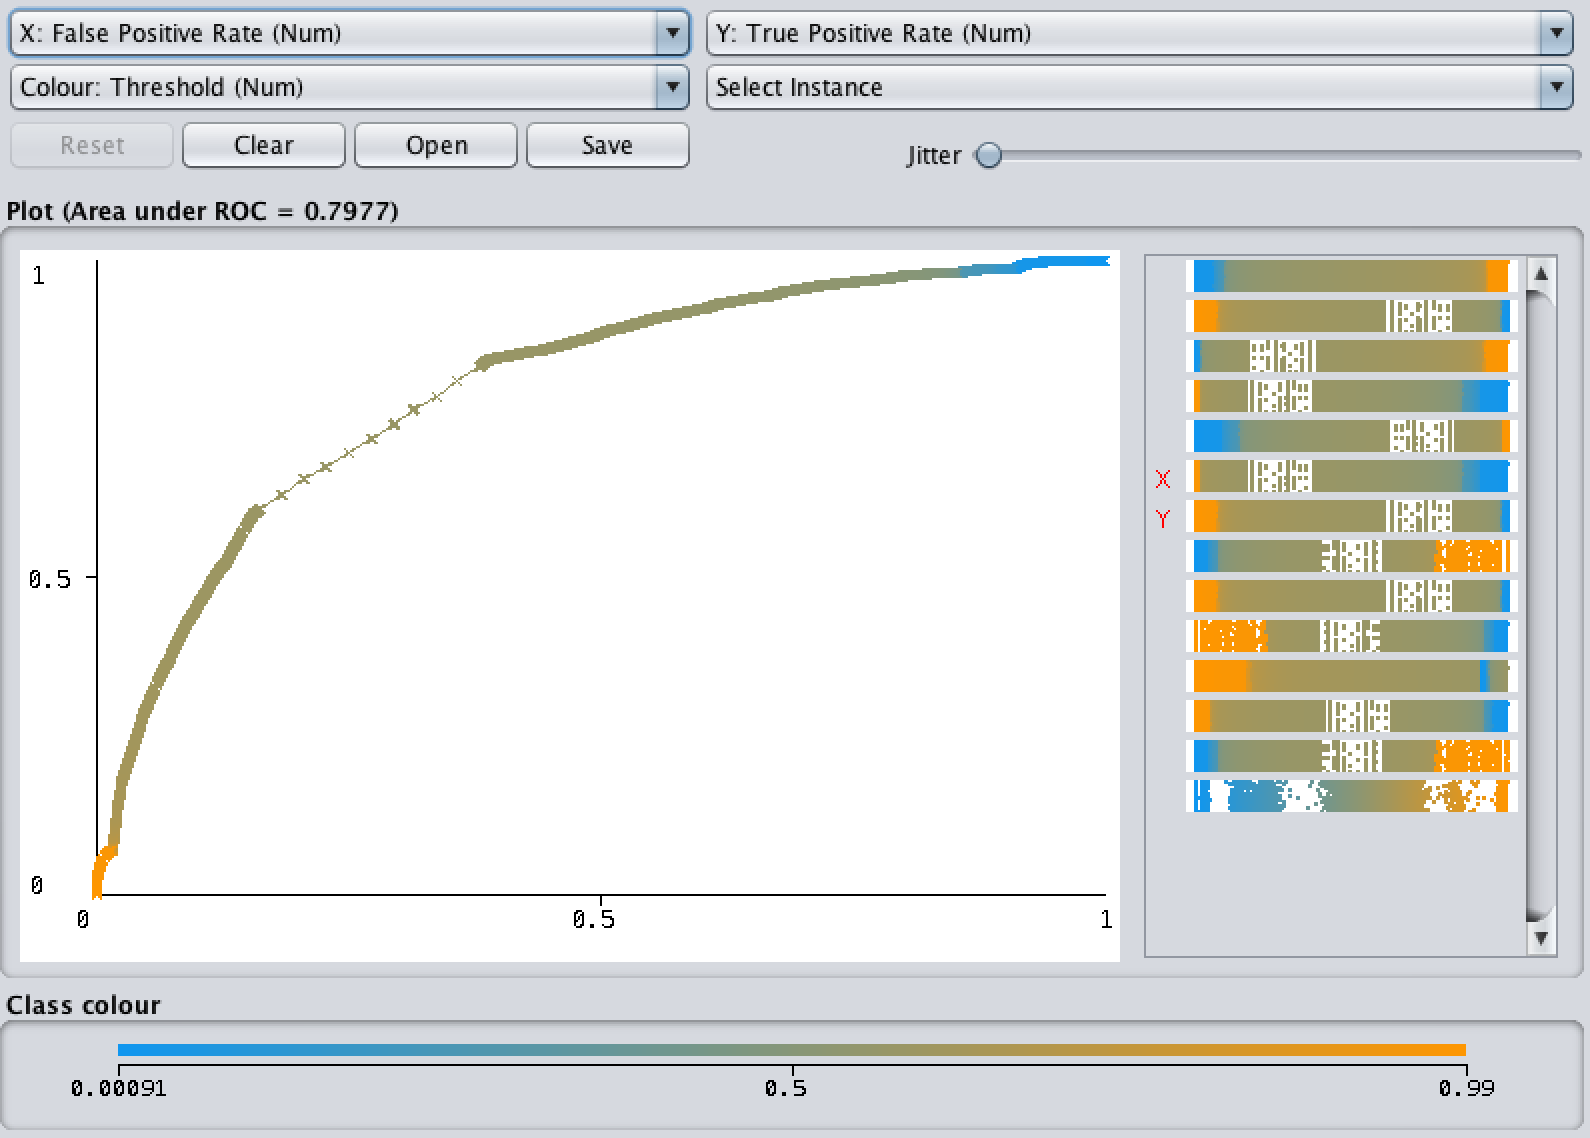 X: False Positive Rate (Num)
Y: True Positive Rate (Num)
Colour: Threshold (Num)
Select Instance
Reset
Clear
Open
Save
Jitter
Plot (Area under ROC = 0.7977)
1
0.5
0
0
0.5
1
X
Y
Class colour
0.00091
0.5
0.99